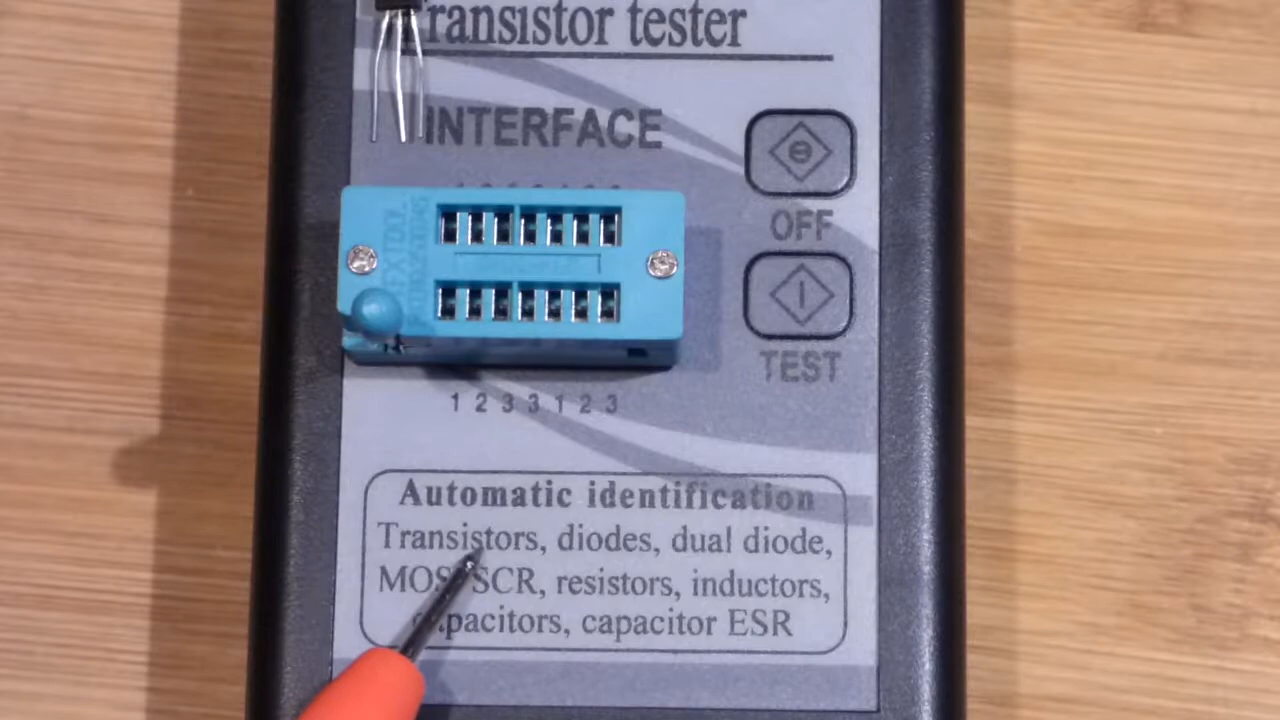 Transistor tester
INTERFACE
OFF
TEST
1 2 3 3 1 2 3
Automatic identification
Transistors, diodes, dual diode,
MOS SCR, resistors, inductors,
capacitors, capacitor ESR